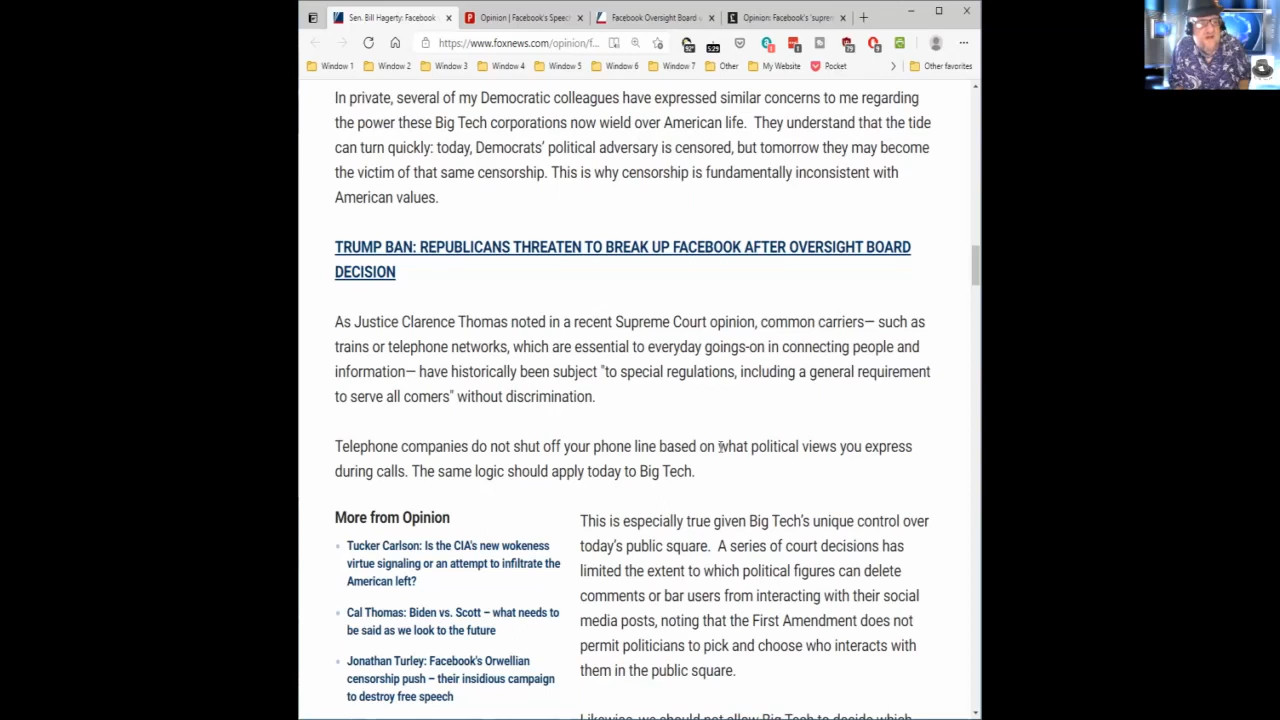 Sen. Bill Hagerty: Facebook
Opinion | Facebook's Speech
Facebook Oversight Board
Opinion: Facebook's 'supre
https://www.foxnews.com/opinion/f...
92°
5:29
79
Window 1
Window 2
Window 3
Window 4
Window 5
Window 6
Window 7
Other
My Website
Pocket
Other favorites
In private, several of my Democratic colleagues have expressed similar concerns to me regarding
the power these Big Tech corporations now wield over American life. They understand that the tide
can turn quickly: today, Democrats' political adversary is censored, but tomorrow they may become
the victim of that same censorship. This is why censorship is fundamentally inconsistent with
American values.
TRUMP BAN: REPUBLICANS THREATEN TO BREAK UP FACEBOOK AFTER OVERSIGHT BOARD
DECISION
As Justice Clarence Thomas noted in a recent Supreme Court opinion, common carriers— such as
trains or telephone networks, which are essential to everyday goings-on in connecting people and
information— have historically been subject "to special regulations, including a general requirement
to serve all comers" without discrimination.
Telephone companies do not shut off your phone line based on what political views you express
during calls. The same logic should apply today to Big Tech.
More from Opinion
Tucker Carlson: Is the CIA's new wokeness
virtue signaling or an attempt to infiltrate the
American left?
Cal Thomas: Biden vs. Scott – what needs to
be said as we look to the future
Jonathan Turley: Facebook's Orwellian
censorship push – their insidious campaign
to destroy free speech
This is especially true given Big Tech's unique control over
today's public square. A series of court decisions has
limited the extent to which political figures can delete
comments or bar users from interacting with their social
media posts, noting that the First Amendment does not
permit politicians to pick and choose who interacts with
them in the public square.
Likewise, we should not allow Big Tech to decide which